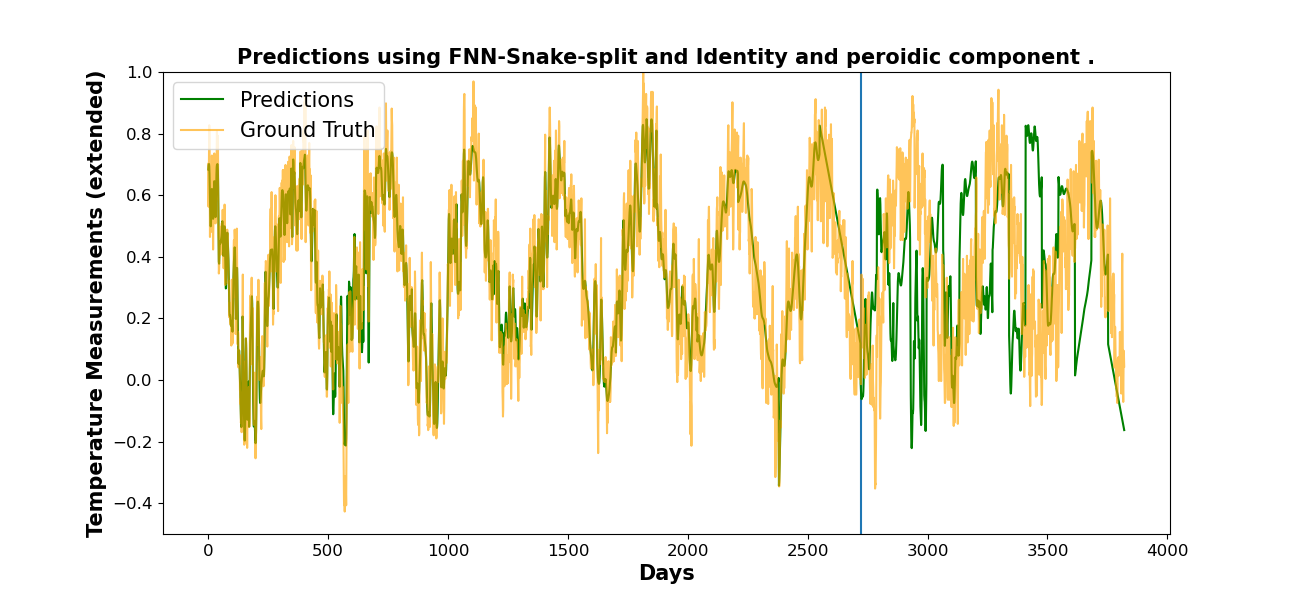 Predictions using FNN-Snake-split and Identity and peroidic component .
Temperature Measurements (extended)
1.0
0.8
0.6
0.4
0.2
0.0
−0.2
−0.4
Predictions
Ground Truth
0 500 1000 1500 2000 2500 3000 3500 4000
Days